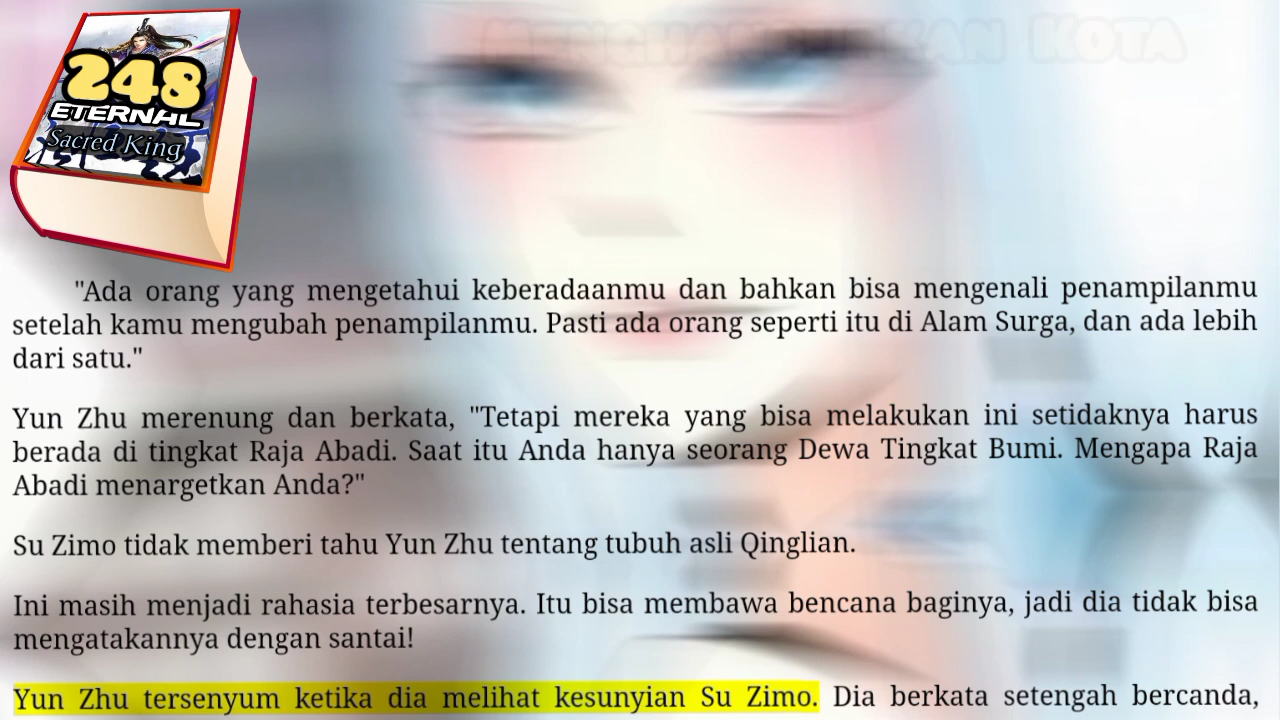 MENGHANCURKAN KOTA
248
ETERNAL
Sacred King
"Ada orang yang mengetahui keberadaanmu dan bahkan bisa mengenali penampilanmu
setelah kamu mengubah penampilanmu. Pasti ada orang seperti itu di Alam Surga, dan ada lebih
dari satu."
Yun Zhu merenung dan berkata, "Tetapi mereka yang bisa melakukan ini setidaknya harus
berada di tingkat Raja Abadi. Saat itu Anda hanya seorang Dewa Tingkat Bumi. Mengapa Raja
Abadi menargetkan Anda?"
Su Zimo tidak memberi tahu Yun Zhu tentang tubuh asli Qinglian.
Ini masih menjadi rahasia terbesarnya. Itu bisa membawa bencana baginya, jadi dia tidak bisa
mengatakannya dengan santai!
Yun Zhu tersenyum ketika dia melihat kesunyian Su Zimo. Dia berkata setengah bercanda,